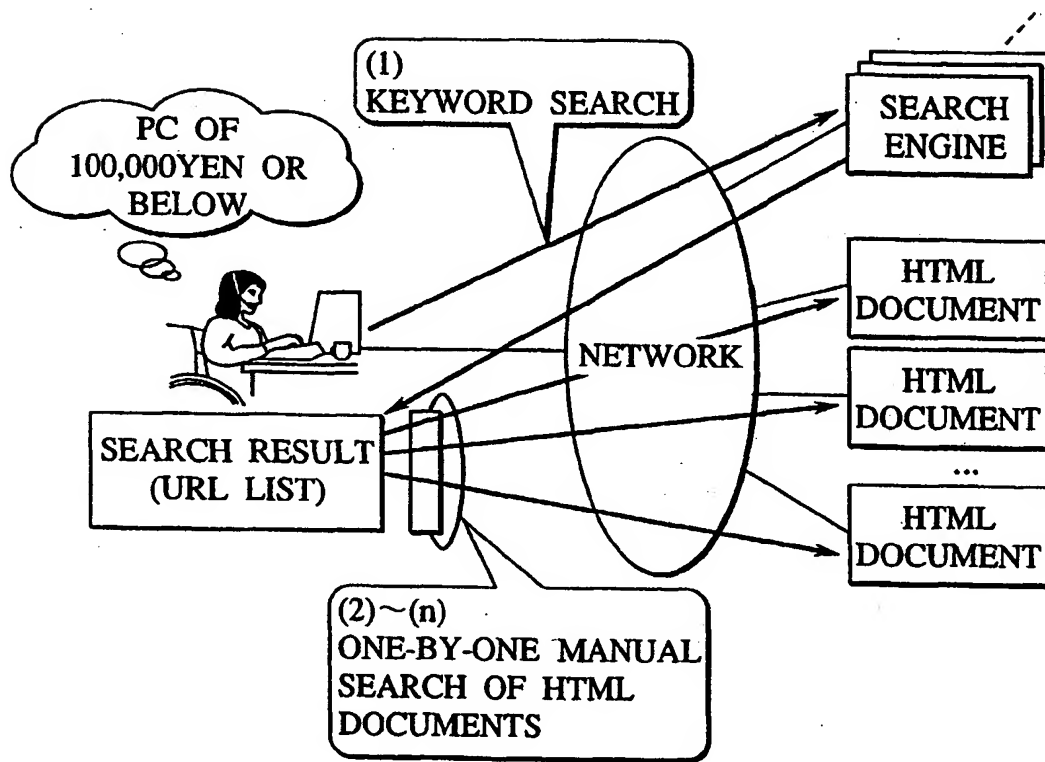 (1)
KEYWORD SEARCH
PC OF
100,000YEN OR
BELOW
SEARCH
ENGINE
HTML
DOCUMENT
NETWORK
HTML
DOCUMENT
SEARCH RESULT
(URL LIST)
...
HTML
DOCUMENT
(2)～(n)
ONE-BY-ONE MANUAL
SEARCH OF HTML
DOCUMENTS